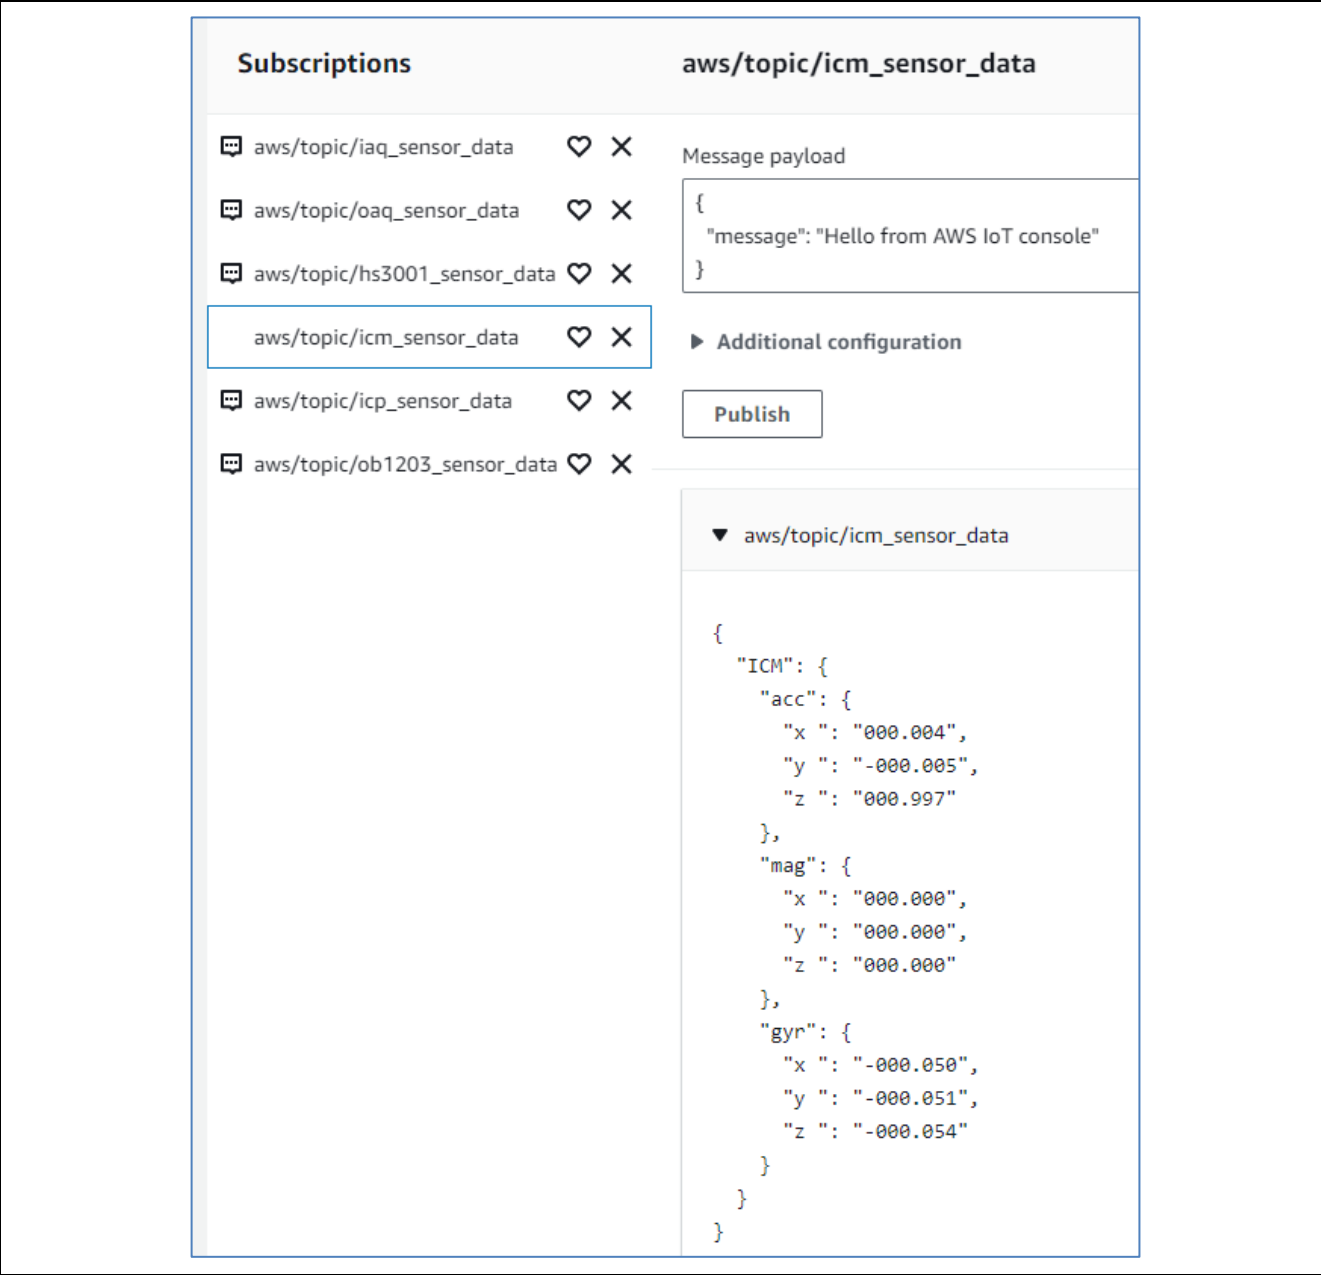 Subscriptions
aws/topic/iaq_sensor_data
aws/topic/oaq_sensor_data
aws/topic/hs3001_sensor_data
aws/topic/icm_sensor_data
aws/topic/icp_sensor_data
aws/topic/ob1203_sensor_data
aws/topic/icm_sensor_data
Message payload
{
"message": "Hello from AWS IoT console"
}
Additional configuration
Publish
aws/topic/icm_sensor_data
{
"ICM": {
"acc": {
"x ": "000.004",
"y ": "-000.005",
"z ": "000.997"
},
"mag": {
"x ": "000.000",
"y ": "000.000",
"z ": "000.000"
},
"gyr": {
"x ": "-000.050",
"y ": "-000.051",
"z ": "-000.054"
}
}
}